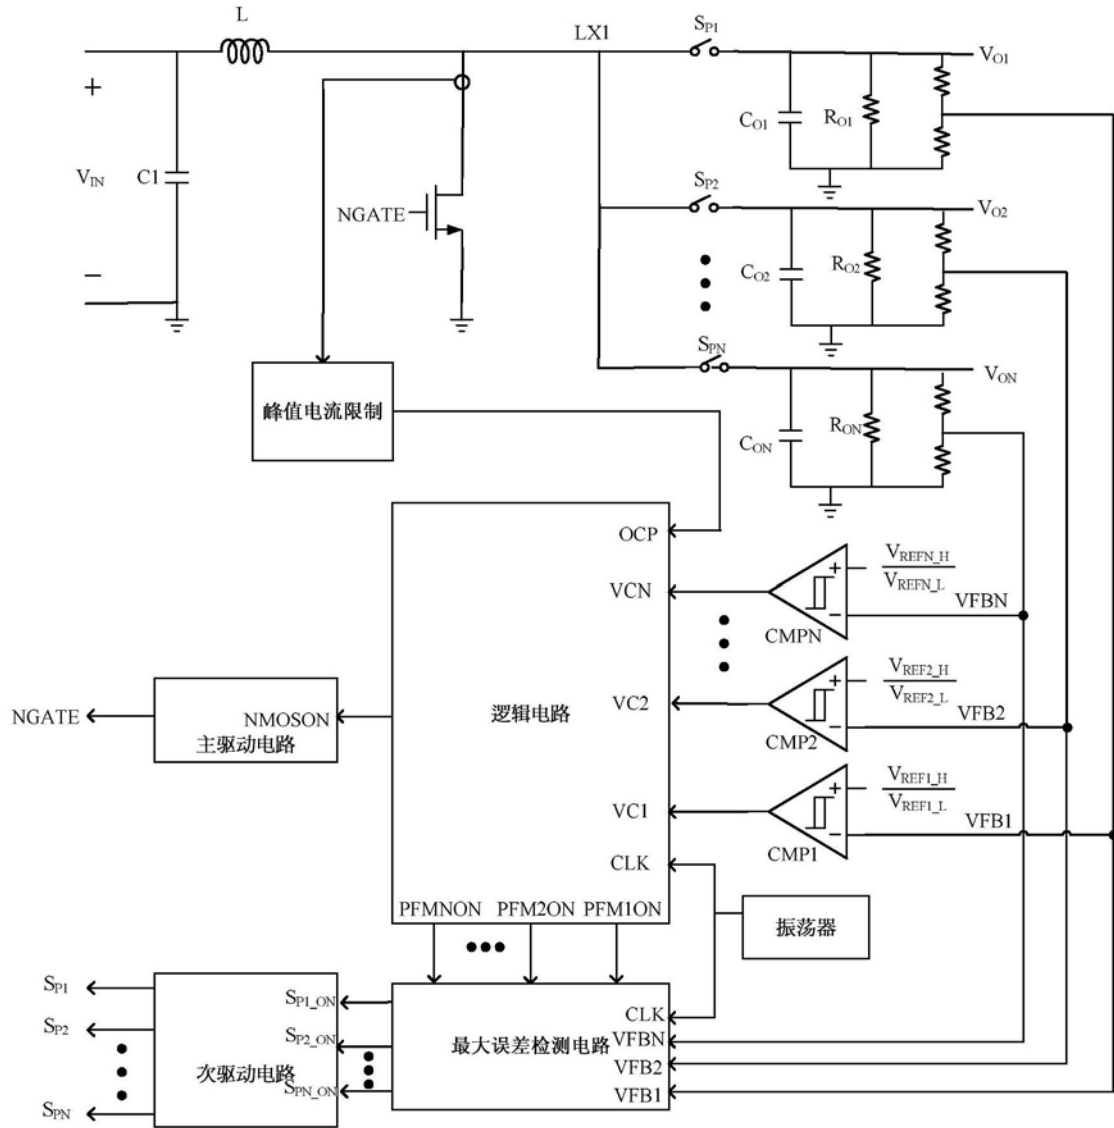 L
LX1
SP1
VO1
+
VIN
−
C1
CO1
RO1
NGATE
SP2
VO2
CO2
RO2
SPN
VON
CON
RON
峰值电流限制
OCP
VCN
VC2
VC1
CLK
逻辑电路
PFMNON PFM2ON PFM1ON
+
−
CMPN
VREFN_H
VREFN_L
VFBN
+
−
CMP2
VREF2_H
VREF2_L
VFB2
+
−
CMP1
VREF1_H
VREF1_L
VFB1
NGATE
NMOSON
主驱动电路
振荡器
SP1
SP2
SPN
SP1_ON
SP2_ON
SPN_ON
次驱动电路
最大误差检测电路
CLK
VFBN
VFB2
VFB1